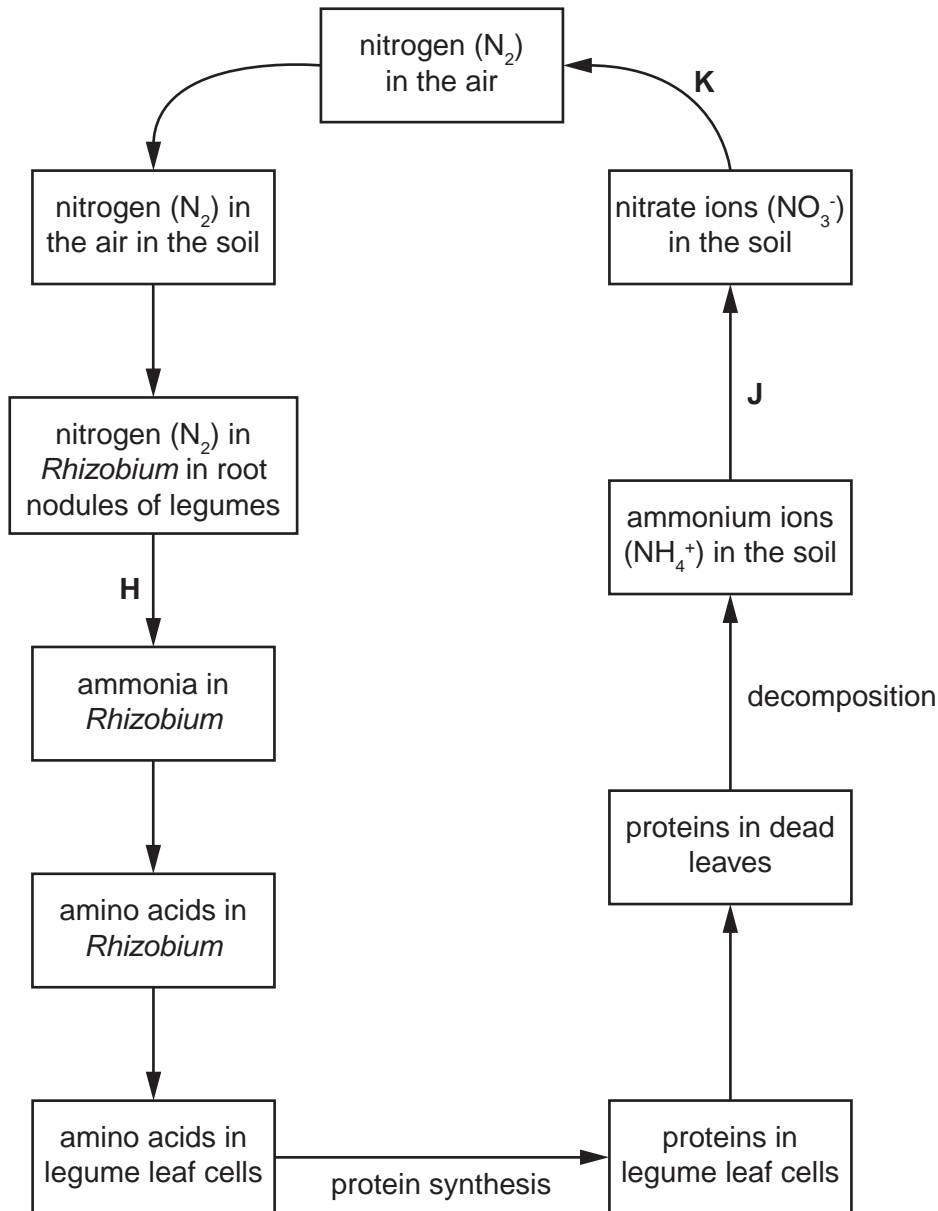 nitrogen (N₂)
in the air
K
nitrogen (N₂) in
the air in the soil
nitrate ions (NO₃⁻)
in the soil
J
nitrogen (N₂) in
Rhizobium in root
nodules of legumes
ammonium ions
(NH₄⁺) in the soil
H
ammonia in
Rhizobium
decomposition
proteins in dead
leaves
amino acids in
Rhizobium
amino acids in
legume leaf cells
protein synthesis
proteins in
legume leaf cells